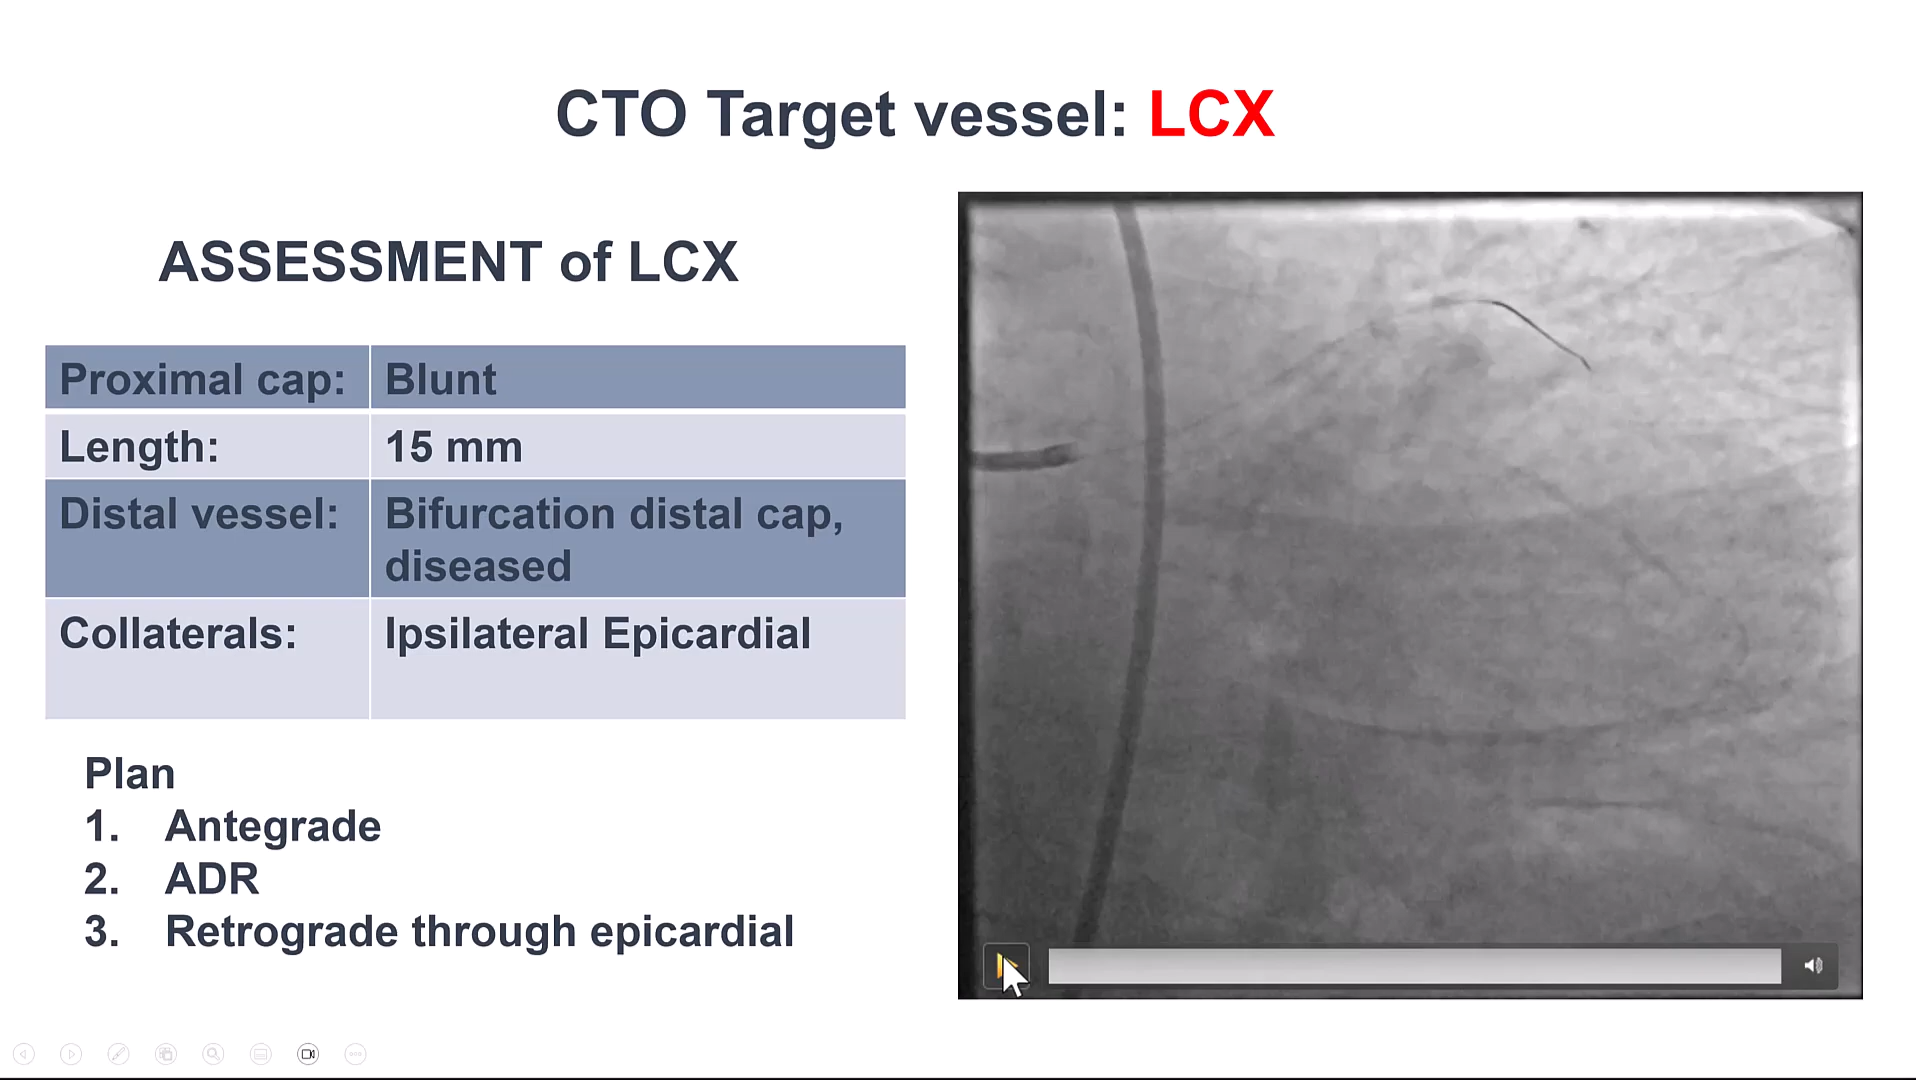 CTO Target vessel: LCX
ASSESSMENT of LCX
Proximal cap: Blunt
Length: 15 mm
Distal vessel: Bifurcation distal cap,
diseased
Collaterals: Ipsilateral Epicardial
Plan
1. Antegrade
2. ADR
3. Retrograde through epicardial